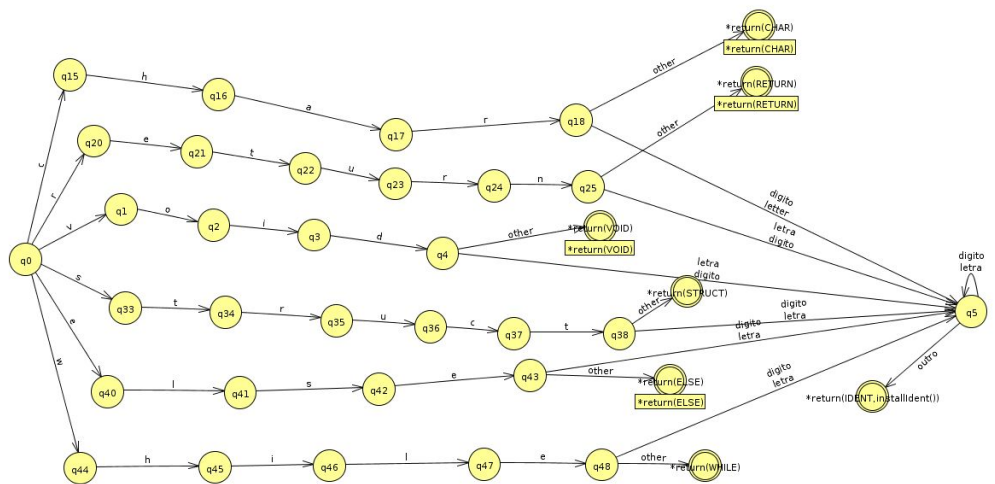 *return(CHAR)
*return(CHAR)
other
q15
h
q16
a
q17
r
q18
*return(RETURN)
*return(RETURN)
other
c
q20
e
q21
t
q22
u
q23
r
q24
n
q25
digito
letter
r
q1
o
q2
i
q3
d
q4
other
*return(VOID)
*return(VOID)
letra
digito
v
q0
letra
digito
digito
letra
q5
s
q33
t
q34
r
q35
u
q36
c
q37
t
q38
other
*return(STRUCT)
digito
letra
e
q40
l
q41
s
q42
e
q43
digito
letra
other
*return(ELSE)
*return(ELSE)
outro
*return(IDENT,installIdent())
w
q44
h
q45
i
q46
l
q47
e
q48
digito
letra
other
*return(WHILE)